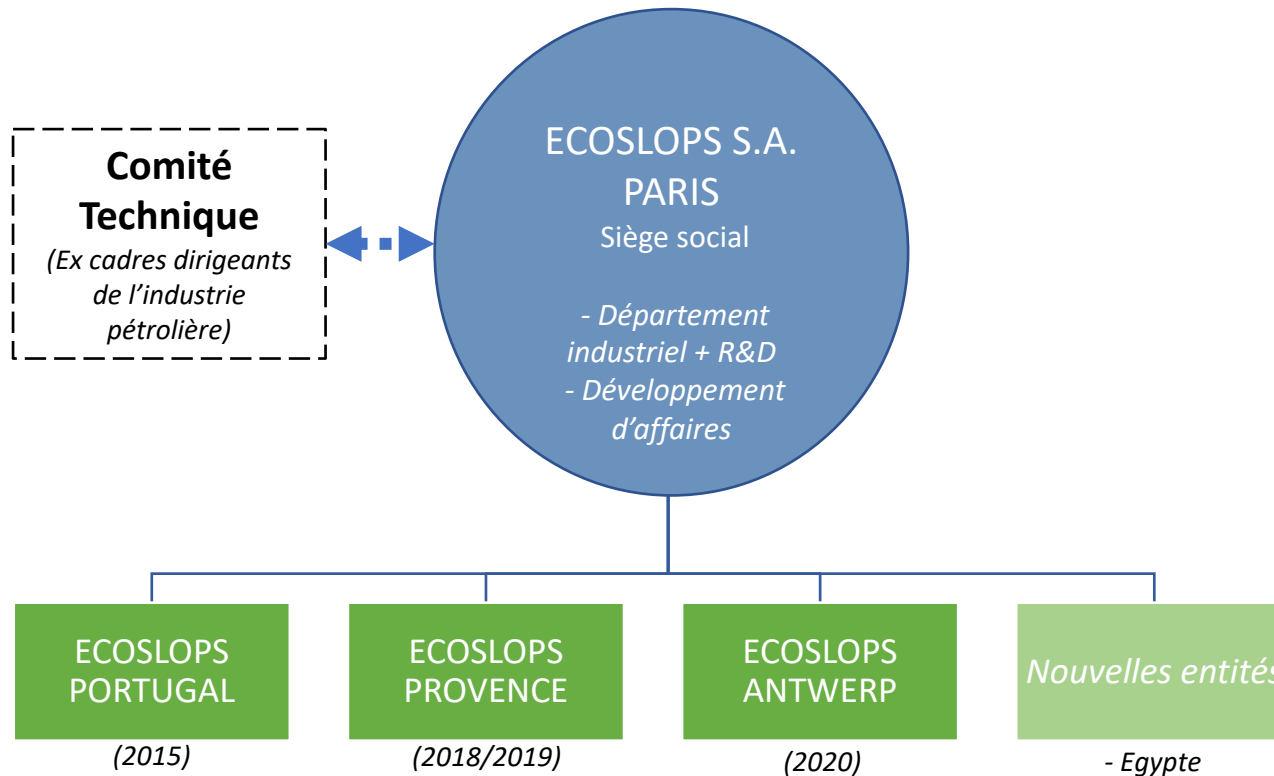 Comité
Technique
(Ex cadres dirigeants
de l’industrie
pétrolière)
ECOSLOPS S.A.
PARIS
Siège social
- Département
industriel + R&D
- Développement
d’affaires
ECOSLOPS
PORTUGAL
(2015)
ECOSLOPS
PROVENCE
(2018/2019)
ECOSLOPS
ANTWERP
(2020)
Nouvelles entités
- Egypte